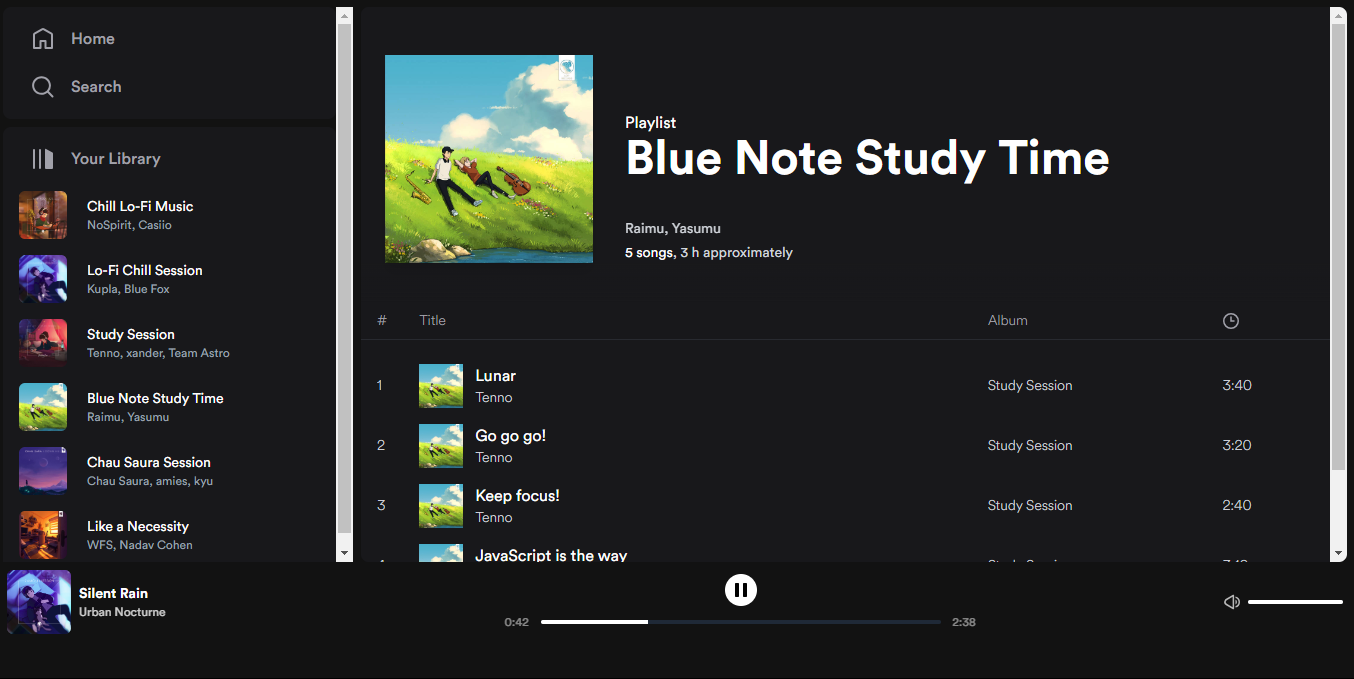 Home
Search
Your Library
Chill Lo-Fi Music
NoSpirit, Casiio
Lo-Fi Chill Session
Kupla, Blue Fox
Study Session
Tenno, xander, Team Astro
Blue Note Study Time
Raimu, Yasumu
Chau Saura Session
Chau Saura, amies, kyu
Like a Necessity
WFS, Nadav Cohen
Playlist
Blue Note Study Time
Raimu, Yasumu
5 songs, 3 h approximately
# Title Album
1 Lunar Study Session 3:40
Tenno
2 Go go go! Study Session 3:20
Tenno
3 Keep focus! Study Session 2:40
Tenno
JavaScript is the way
Silent Rain
Urban Nocturne
0:42 2:38